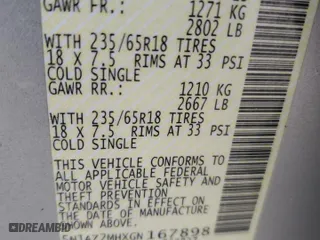 GAWR FR.: 1271 KG
2802 LB
WITH 235/65R18 TIRES
18 X 7.5 RIMS AT 33 PSI
COLD SINGLE
GAWR RR.: 1210 KG
2667 LB
WITH 235/65R18 TIRES
18 X 7.5 RIMS AT 33 PSI
COLD SINGLE
THIS VEHICLE CONFORMS TO
ALL APPLICABLE FEDERAL
MOTOR VEHICLE SAFETY AND
THEFT PREVENTION
STANDARDS IN EFFECT ON
THE DATE OF MANUFACTURE
SHOWN ABOVE.
5N1AZ2MHXGN167898
DREAMBID